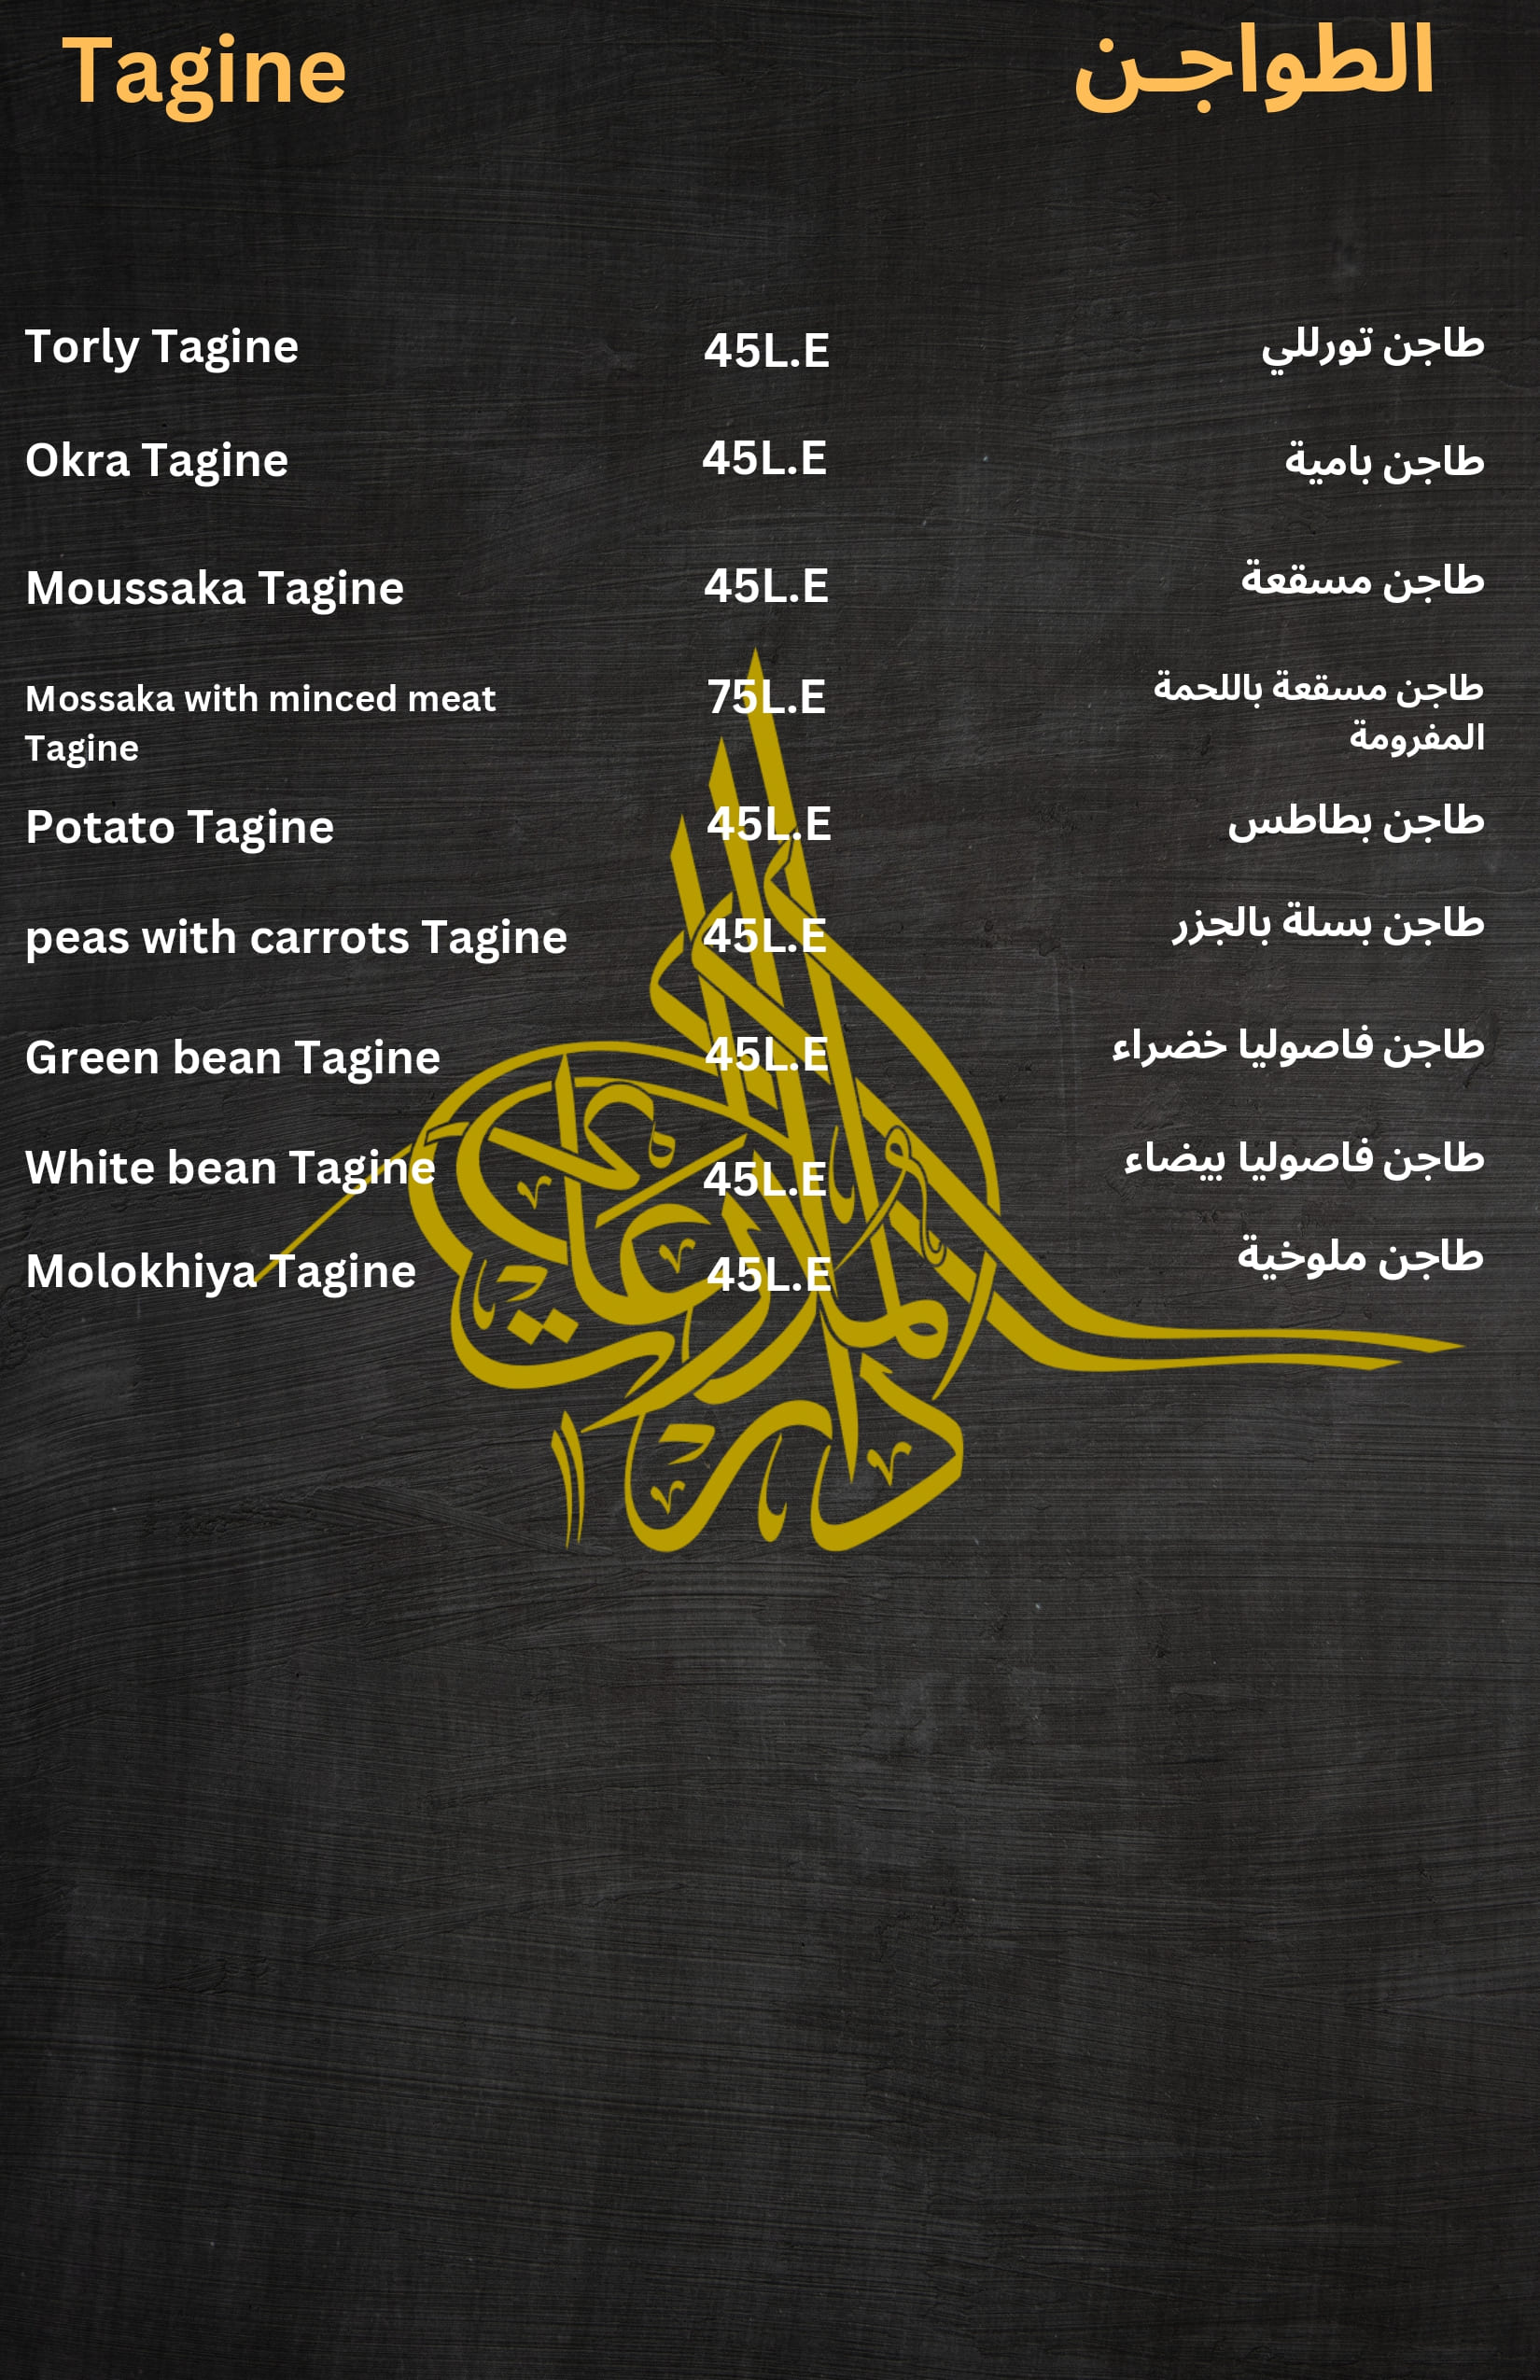 Tagine الطواجـن
Torly Tagine 45L.E طاجن تورللي
Okra Tagine 45L.E طاجن بامية
Moussaka Tagine 45L.E طاجن مسقعة
Mossaka with minced meat 75L.E طاجن مسقعة باللحمة
Tagine المفرومة
Potato Tagine 45L.E طاجن بطاطس
peas with carrots Tagine 45L.E طاجن بسلة بالجزر
Green bean Tagine 45L.E طاجن فاصوليا خضراء
White bean Tagine 45L.E طاجن فاصوليا بيضاء
Molokhiya Tagine 45L.E طاجن ملوخية